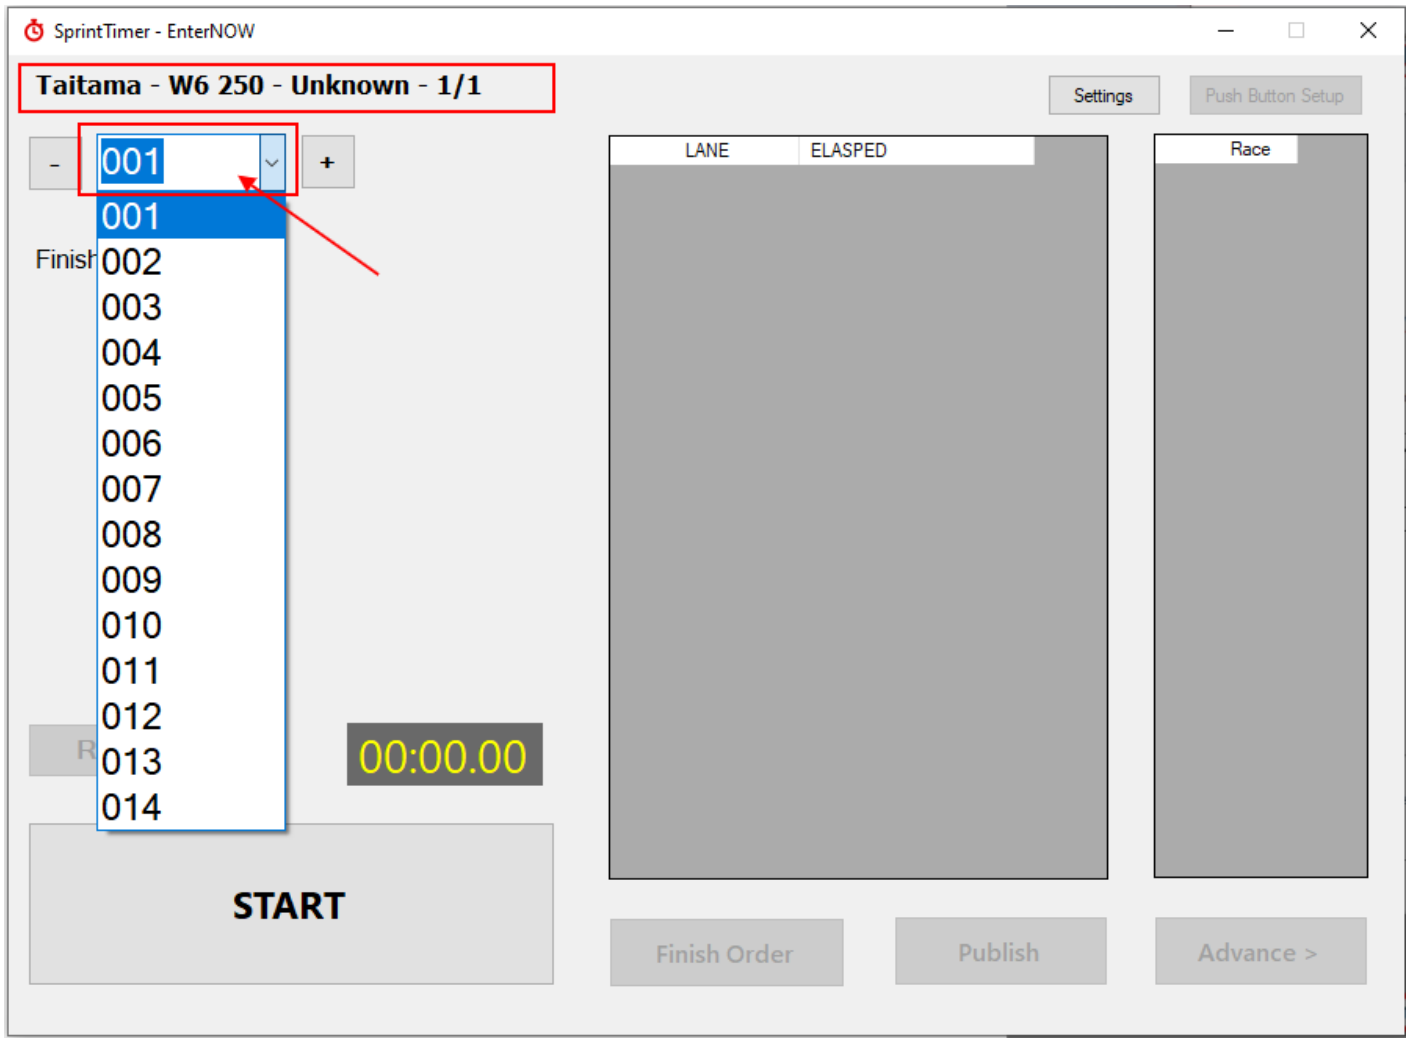 SprintTimer - EnterNOW
Taitama - W6 250 - Unknown - 1/1
Settings
Push Button Setup
-
001
+
LANE ELASPED
Race
001
002
Finish
003
004
005
006
007
008
009
010
011
012
013
014
R
00:00.00
START
Finish Order
Publish
Advance >